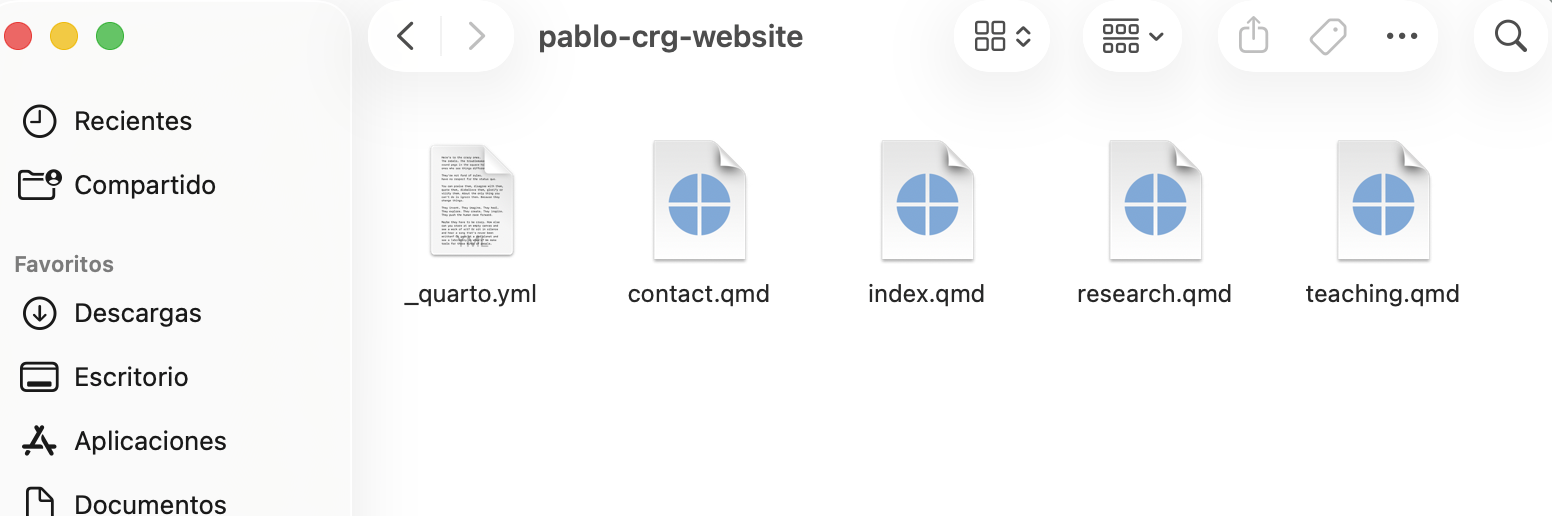 pablo-crg-website
Recientes
Compartido
Favoritos
Descargas
Escritorio
Aplicaciones
Documentos
_quarto.yml
contact.qmd
index.qmd
research.qmd
teaching.qmd